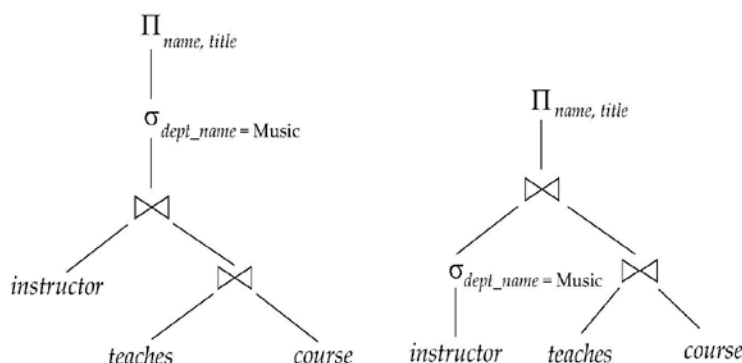 Π name, title
σ dept_name = Music
instructor
teaches course
Π name, title
σ dept_name = Music
instructor teaches course